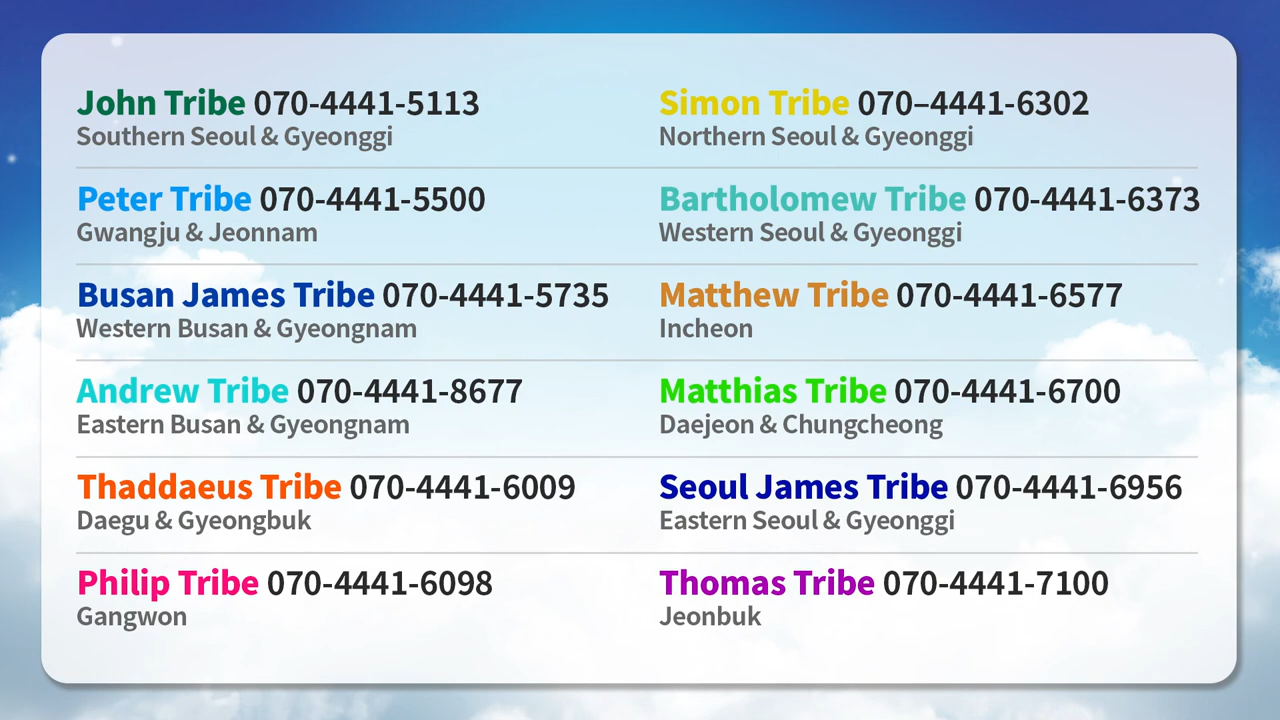 John Tribe 070-4441-5113
Southern Seoul & Gyeonggi
Peter Tribe 070-4441-5500
Gwangju & Jeonnam
Busan James Tribe 070-4441-5735
Western Busan & Gyeongnam
Andrew Tribe 070-4441-8677
Eastern Busan & Gyeongnam
Thaddaeus Tribe 070-4441-6009
Daegu & Gyeongbuk
Philip Tribe 070-4441-6098
Gangwon
Simon Tribe 070–4441-6302
Northern Seoul & Gyeonggi
Bartholomew Tribe 070-4441-6373
Western Seoul & Gyeonggi
Matthew Tribe 070-4441-6577
Incheon
Matthias Tribe 070-4441-6700
Daejeon & Chungcheong
Seoul James Tribe 070-4441-6956
Eastern Seoul & Gyeonggi
Thomas Tribe 070-4441-7100
Jeonbuk